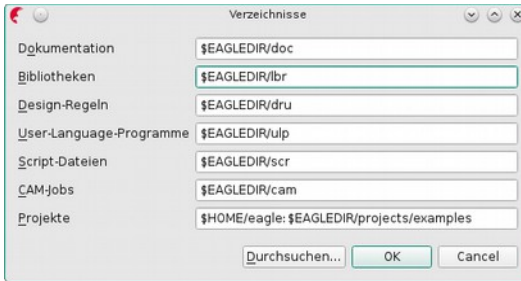 Verzeichnisse
Dokumentation $EAGLEDIR/doc
Bibliotheken $EAGLEDIR/lbr
Design-Regeln $EAGLEDIR/dru
User-Language-Programme $EAGLEDIR/ulp
Script-Dateien $EAGLEDIR/scr
CAM-Jobs $EAGLEDIR/cam
Projekte $HOME/eagle:$EAGLEDIR/projects/examples
Durchsuchen... OK Cancel